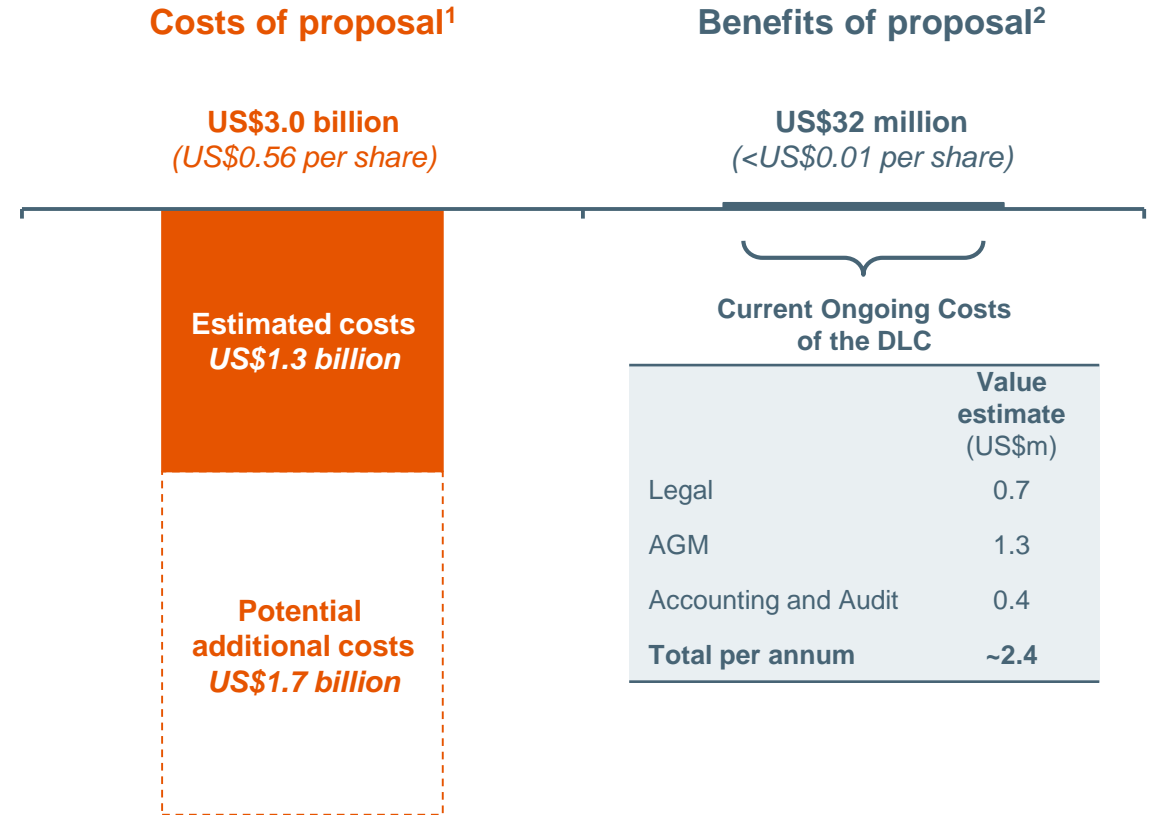 Costs of proposal1
Benefits of proposal2
US$3.0 billion
(US$0.56 per share)
US$32 million
(<US$0.01 per share)
Estimated costs
US$1.3 billion
Potential
additional costs
US$1.7 billion
Current Ongoing Costs
of the DLC
Value
estimate
(US$m)
Legal 0.7
AGM 1.3
Accounting and Audit 0.4
Total per annum ~2.4